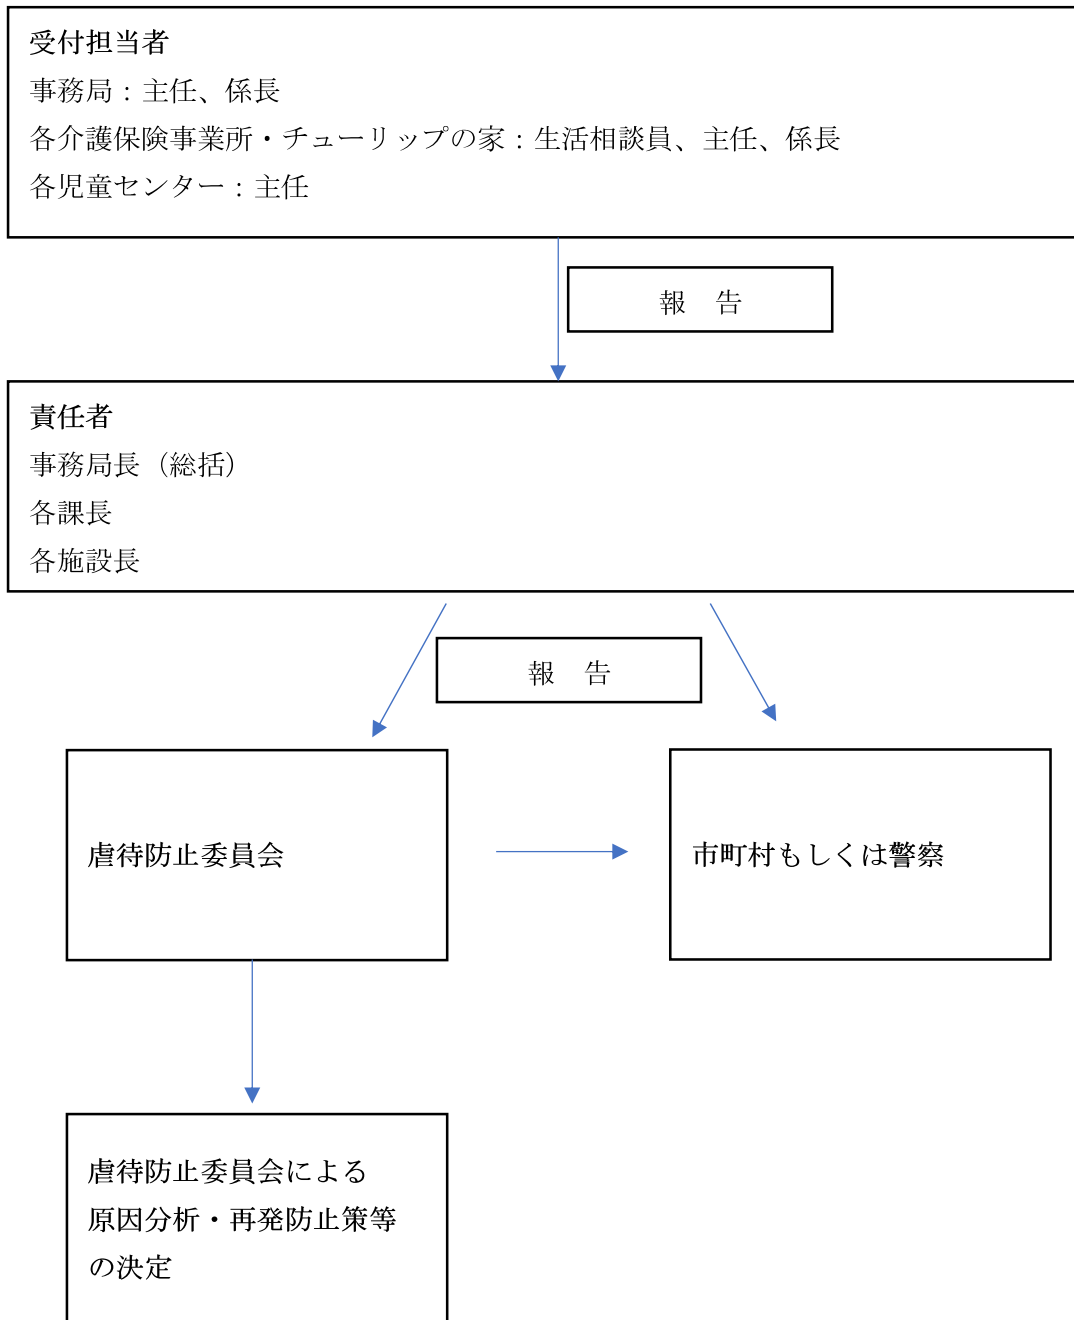 受付担当者
事務局：主任、係長
各介護保険事業所・チューリップの家：生活相談員、主任、係長
各児童センター：主任
報　告
責任者
事務局長（総括）
各課長
各施設長
報　告
虐待防止委員会
市町村もしくは警察
虐待防止委員会による
原因分析・再発防止策等
の決定